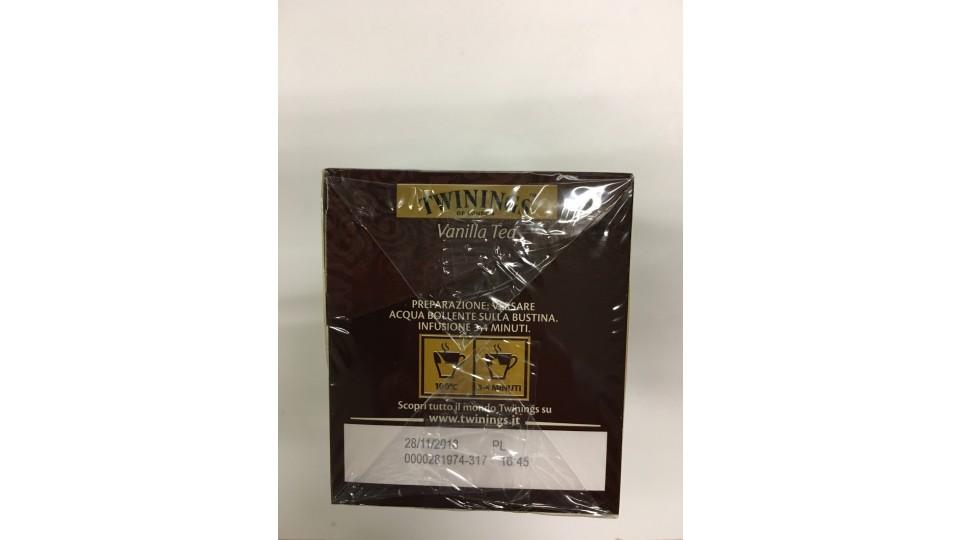 TWININGS
OF LONDON
Vanilla Tea
PREPARAZIONE: VERSARE
ACQUA BOLLENTE SULLA BUSTINA.
INFUSIONE 3-4 MINUTI.
100°C 3-4 MINUTI
Scopri tutto il mondo Twinings su
www.twinings.it
28/11/2018 PL
0000281974-317 16:45